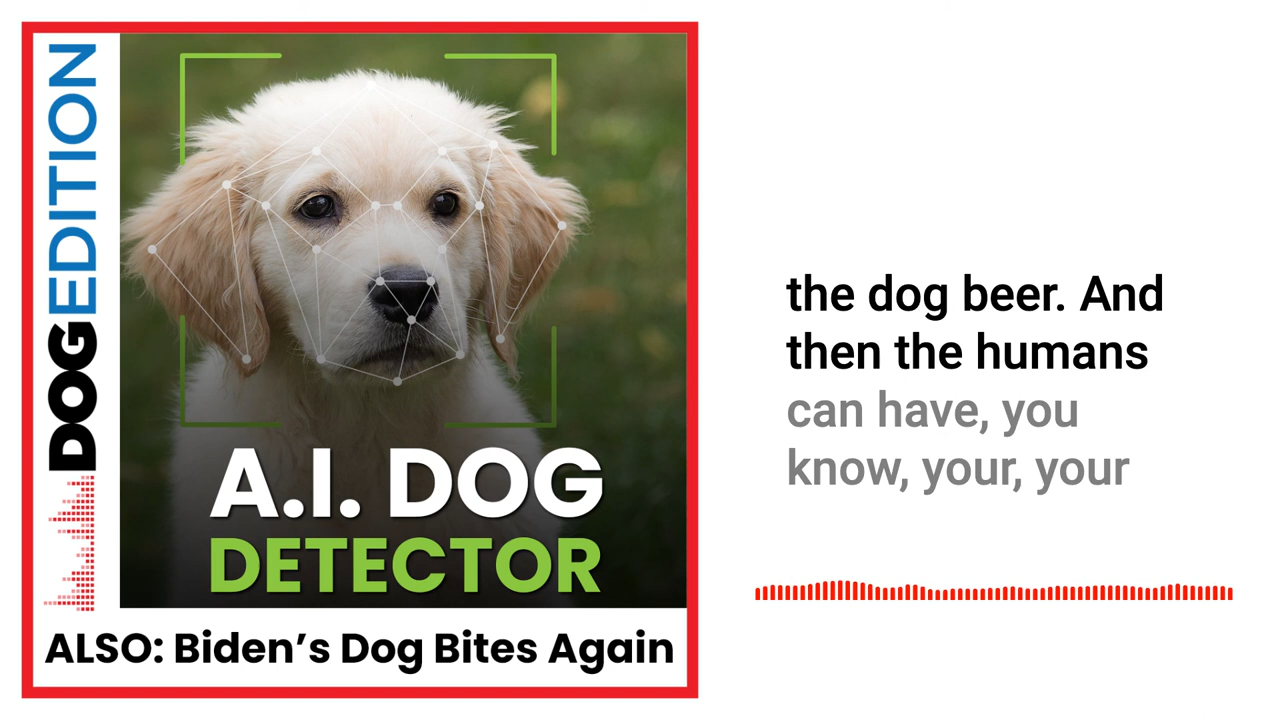 DOGEDITION
A.I. DOG
DETECTOR
ALSO: Biden's Dog Bites Again
the dog beer. And
then the humans
can have, you
know, your, your